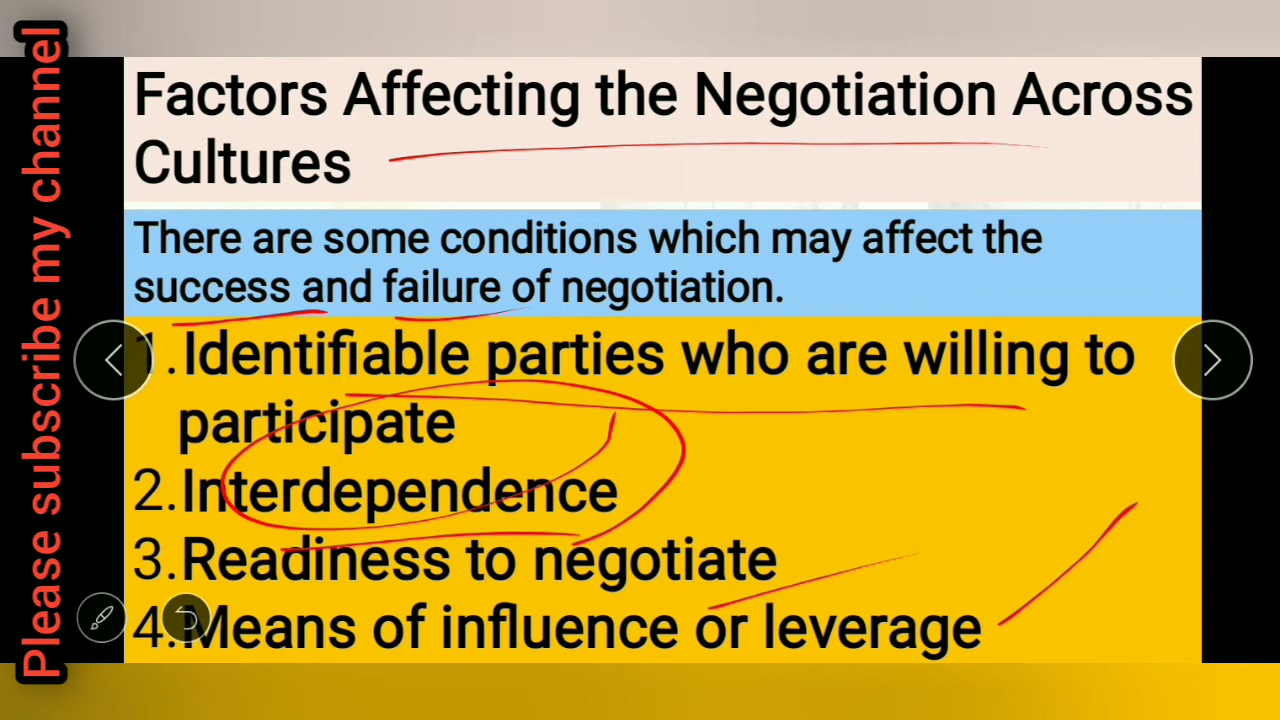 Please subscribe my channel
Factors Affecting the Negotiation Across
Cultures
There are some conditions which may affect the
success and failure of negotiation.
1.Identifiable parties who are willing to
participate
2.Interdependence
3.Readiness to negotiate
4.Means of influence or leverage